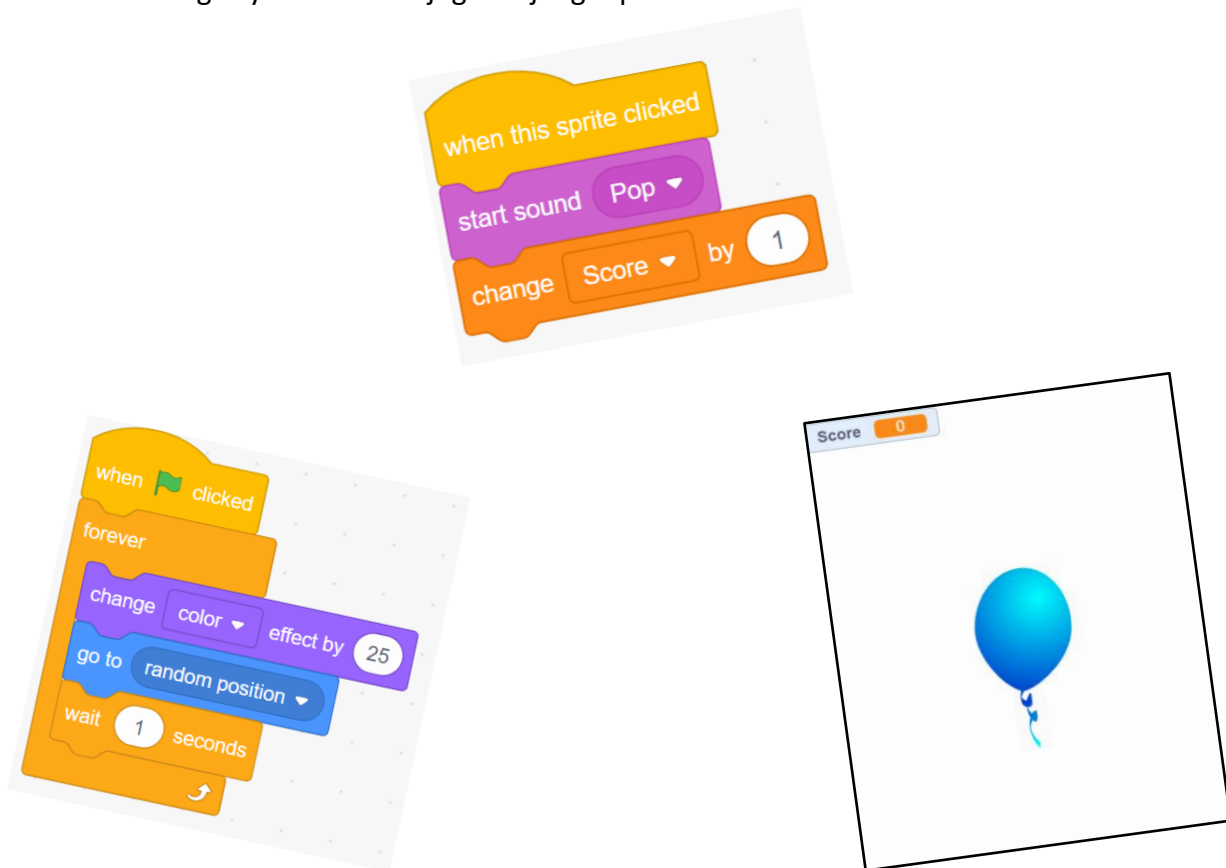 when this sprite clicked
start sound Pop
change Score by 1
when clicked
forever
change color effect by 25
go to random position
wait 1 seconds
Score 0